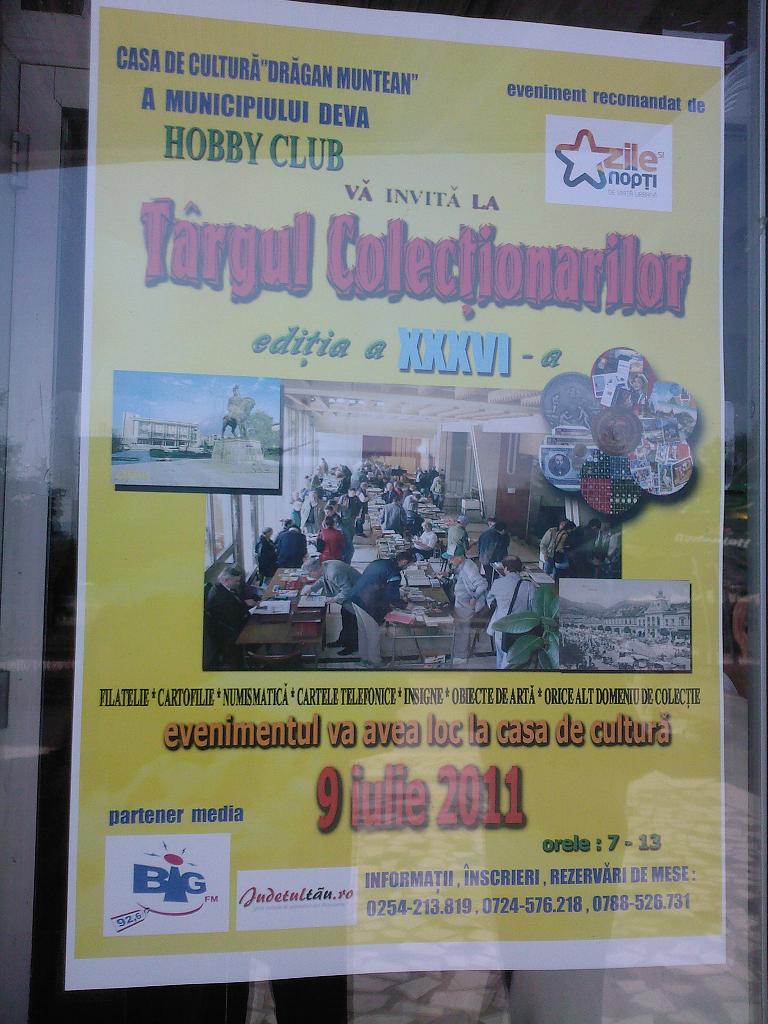 CASA DE CULTURĂ"DRĂGAN MUNTEAN"
A MUNICIPIULUI DEVA
HOBBY CLUB
eveniment recomandat de
zile și
nopți
VĂ INVITĂ LA
Târgul Colecționarilor
ediția a XXXVI - a
FILATELIE * CARTOFILIE * NUMISMATICĂ * CARTELE TELEFONICE * INSIGNE * OBIECTE DE ARTĂ * ORICE ALT DOMENIU DE COLECȚIE
evenimentul va avea loc la casa de cultură
9 iulie 2011
orele : 7 - 13
partener media
BIG FM
92,6
Judetultău.ro
INFORMAȚII , ÎNSCRIERI , REZERVĂRI DE MESE :
0254-213.819 , 0724-576.218 , 0788-526.731